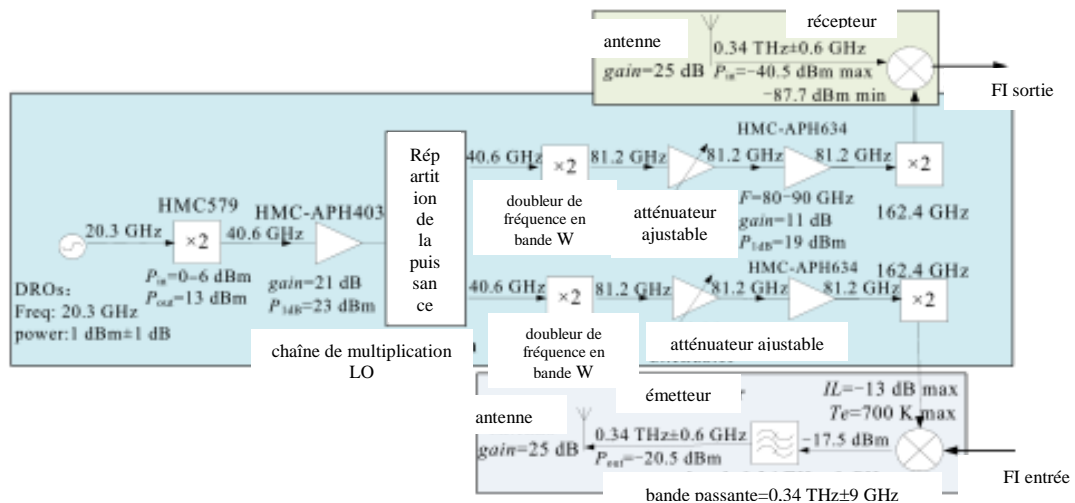 récepteur
antenne
gain=25 dB
0.34 THz±0.6 GHz
Pin=−40.5 dBm max
−87.7 dBm min
FI sortie
HMC-APH634
40.6 GHz
×2
81.2 GHz
81.2 GHz
81.2 GHz
×2
doubleur de
fréquence en
bande W
atténuateur
ajustable
F=80−90 GHz
gain=11 dB
P1dB=19 dBm
162.4 GHz
Rép
artit
ion
de
la
puis
san
ce
HMC579
HMC-APH403
20.3 GHz
×2
40.6 GHz
Pin=0−6 dBm
Pout=13 dBm
gain=21 dB
P1dB=23 dBm
DROs:
Freq: 20.3 GHz
power:1 dBm±1 dB
HMC-APH634
162.4 GHz
40.6 GHz
×2
81.2 GHz
81.2 GHz
81.2 GHz
×2
doubleur de
fréquence en
bande W
atténuateur ajustable
chaîne de multiplication
LO
émetteur
IL=−13 dB max
Te=700 K max
antenne
gain=25 dB
0.34 THz±0.6 GHz
Pout=−20.5 dBm
−17.5 dBm
FI entrée
bande passante=0.34 THz±9 GHz